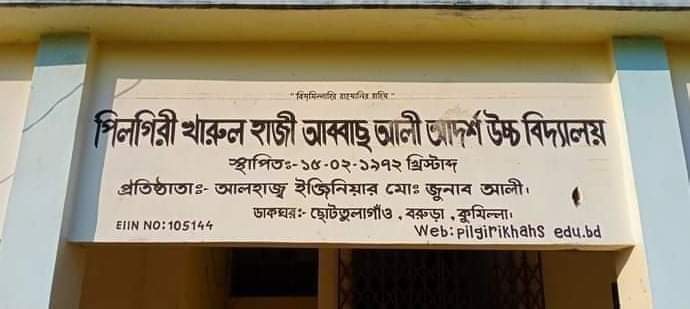 "বিসমিল্লাহির রাহমানির রাহিম"
পিলগিরী খারুল হাজী আব্বাছ আলী আদর্শ উচ্চ বিদ্যালয়
স্থাপিতঃ-১৫-০২-১৯৭২ খ্রিস্টাব্দ
প্রতিষ্ঠাতাঃ- আলহাজ্ব ইঞ্জিনিয়ার মোঃ জুনাব আলী।
ডাকঘরঃ- ছোটতুলাগাঁও, বরুড়া, কুমিল্লা।
EIIN NO:105144
Web: pilgirikhahs edu.bd